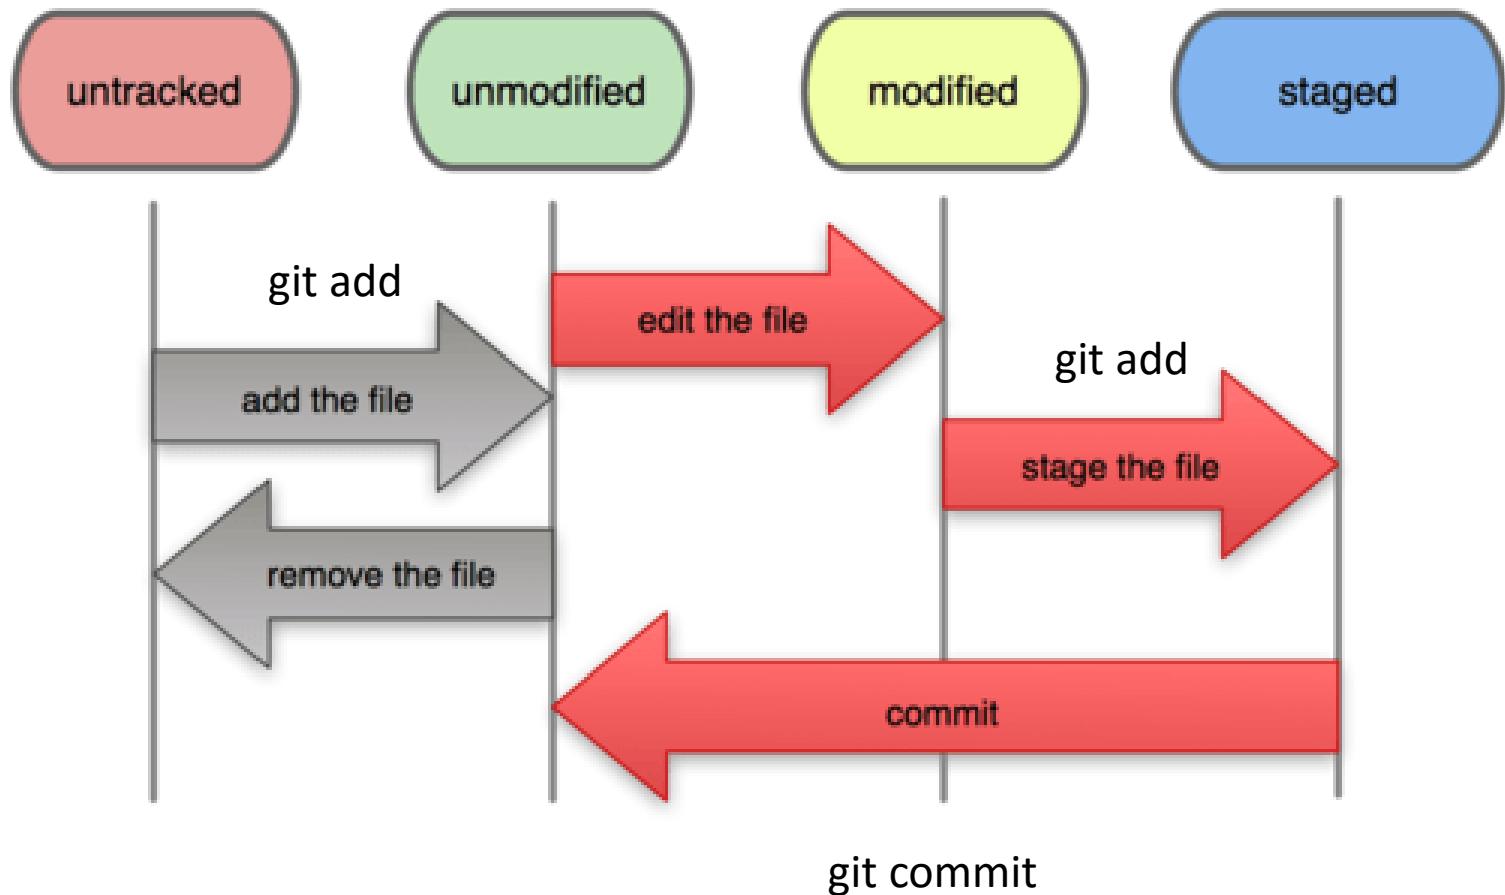 untracked
unmodified
modified
staged
git add
edit the file
git add
add the file
stage the file
remove the file
commit
git commit